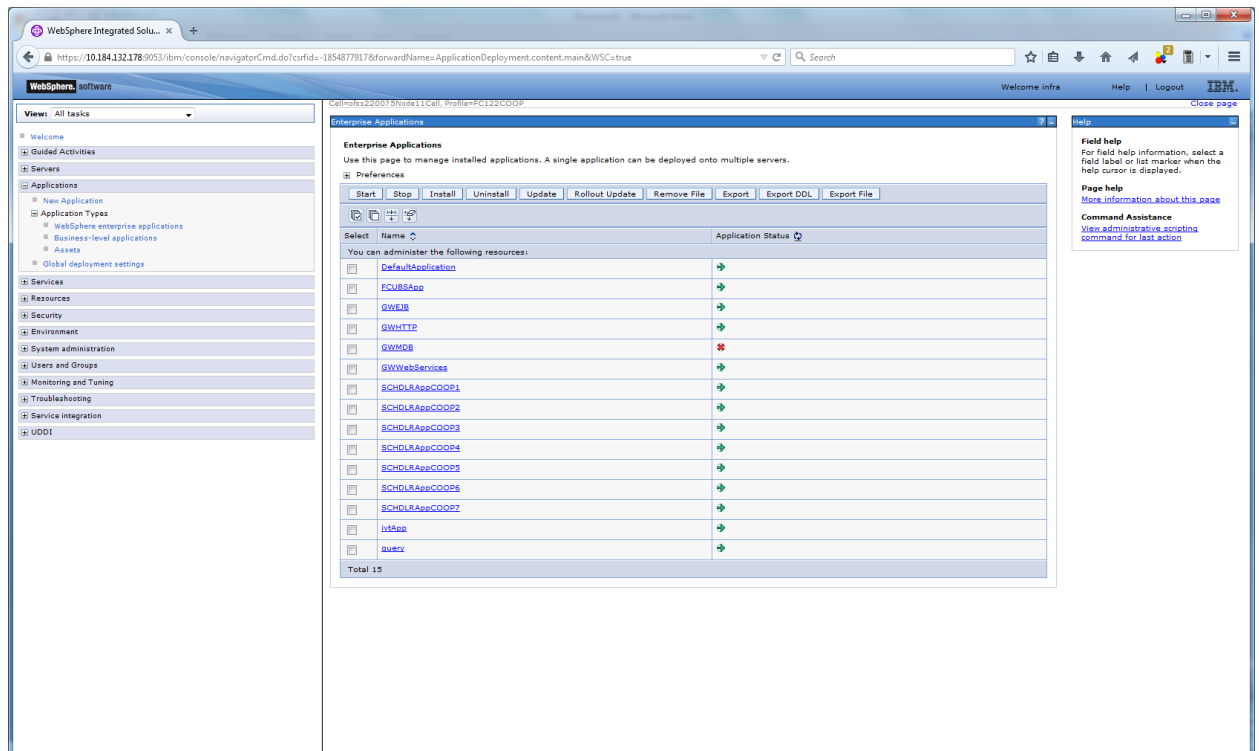 WebSphere Integrated Solu... × +
https://10.184.132.178:9053/ibm/console/navigatorCmd.do?csrfid=-1854877917&forwardName=ApplicationDeployment.content.main&WSC=true
Search
2
WebSphere. software
Welcome infra
Help | Logout
IBM.
Cell=ofss220075Node11Cell, Profile=FC122COOP
Close page
View: All tasks
Welcome
Guided Activities
Servers
Applications
New Application
Application Types
WebSphere enterprise applications
Business-level applications
Assets
Global deployment settings
Services
Resources
Security
Environment
System administration
Users and Groups
Monitoring and Tuning
Troubleshooting
Service integration
UDDI
Enterprise Applications
Enterprise Applications
Use this page to manage installed applications. A single application can be deployed onto multiple servers.
Preferences
Start Stop Install Uninstall Update Rollout Update Remove File Export Export DDL Export File
Select Name Application Status
You can administer the following resources:
DefaultApplication
FCUBSApp
GWEJB
GWHTTP
GWMDB
GWWebServices
SCHDLRAppCOOP1
SCHDLRAppCOOP2
SCHDLRAppCOOP3
SCHDLRAppCOOP4
SCHDLRAppCOOP5
SCHDLRAppCOOP6
SCHDLRAppCOOP7
ivtApp
query
Total 15
Help
Field help
For field help information, select a
field label or list marker when the
help cursor is displayed.
Page help
More information about this page
Command Assistance
View administrative scripting
command for last action